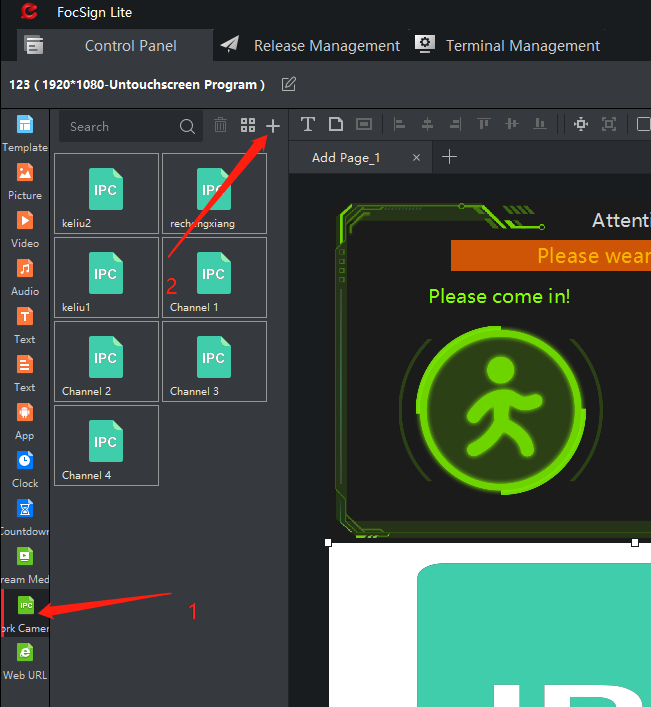 FocSign Lite
Control Panel
Release Management
Terminal Management
123 ( 1920*1080-Untouchscreen Program )
Search
Add Page_1
Template
Picture
Video
Audio
Text
Text
App
Clock
Countdown
ream Med
IPC
ork Camer
Web URL
IPC
keliu2
IPC
rechengxiang
IPC
keliu1
IPC
Channel 1
IPC
Channel 2
IPC
Channel 3
IPC
Channel 4
2
1
Attenti
Please wear
Please come in!